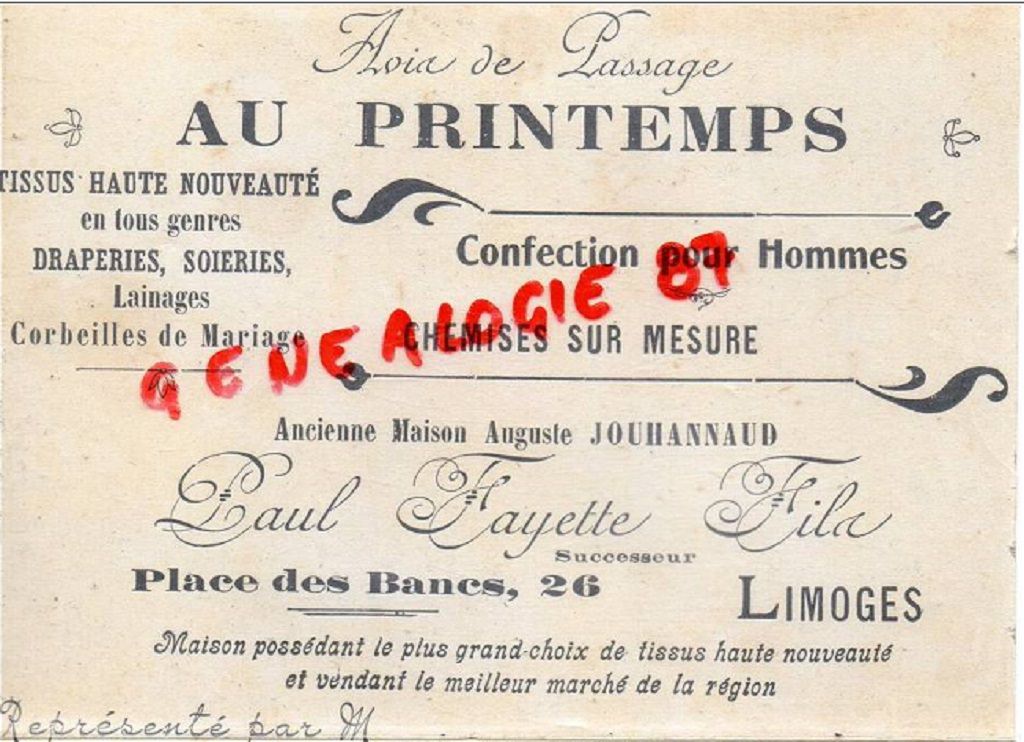 Avis de Passage
AU PRINTEMPS
TISSUS HAUTE NOUVEAUTÉ
en tous genres
DRAPERIES, SOIERIES,
Lainages
Corbeilles de Mariage
Confection pour Hommes
CHEMISES SUR MESURE
GENEALOGIE 87
Ancienne Maison Auguste JOUHANNAUD
Paul Fayette Fils
Successeur
Place des Bancs, 26
LIMOGES
Maison possédant le plus grand choix de tissus haute nouveauté
et vendant le meilleur marché de la région
Représenté par M